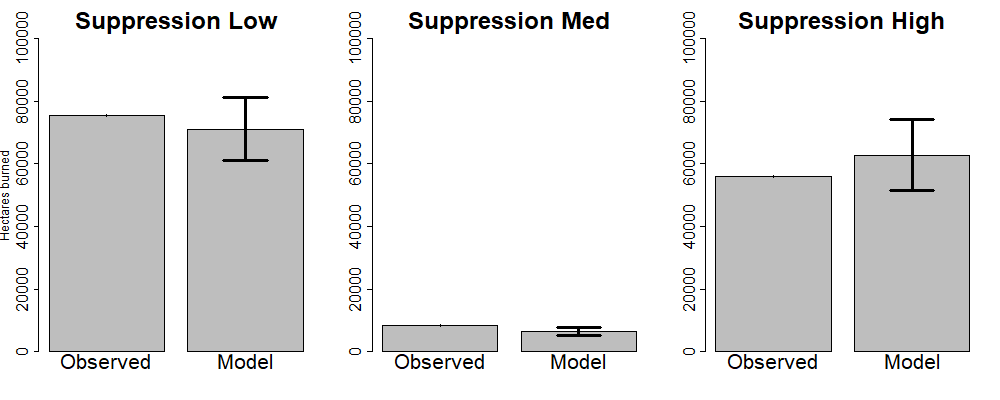 Suppression Low
Suppression Med
Suppression High
Hectares burned
0
20000
40000
60000
80000
100000
Observed
Model
0
20000
40000
60000
80000
100000
Observed
Model
0
20000
40000
60000
80000
100000
Observed
Model